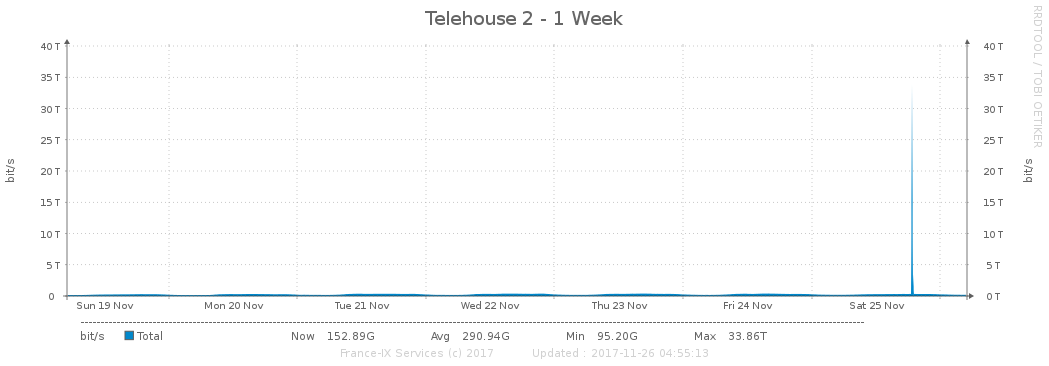 Telehouse 2 - 1 Week
RRDTOOL / TOBI OETIKER
40 T 40 T
35 T 35 T
30 T 30 T
25 T 25 T
20 T 20 T
15 T 15 T
10 T 10 T
5 T 5 T
0 0 T
bit/s bit/s
Sun 19 Nov Mon 20 Nov Tue 21 Nov Wed 22 Nov Thu 23 Nov Fri 24 Nov Sat 25 Nov
bit/s Total Now 152.89G Avg 290.94G Min 95.20G Max 33.86T
France-IX Services (c) 2017 Updated : 2017-11-26 04:55:13